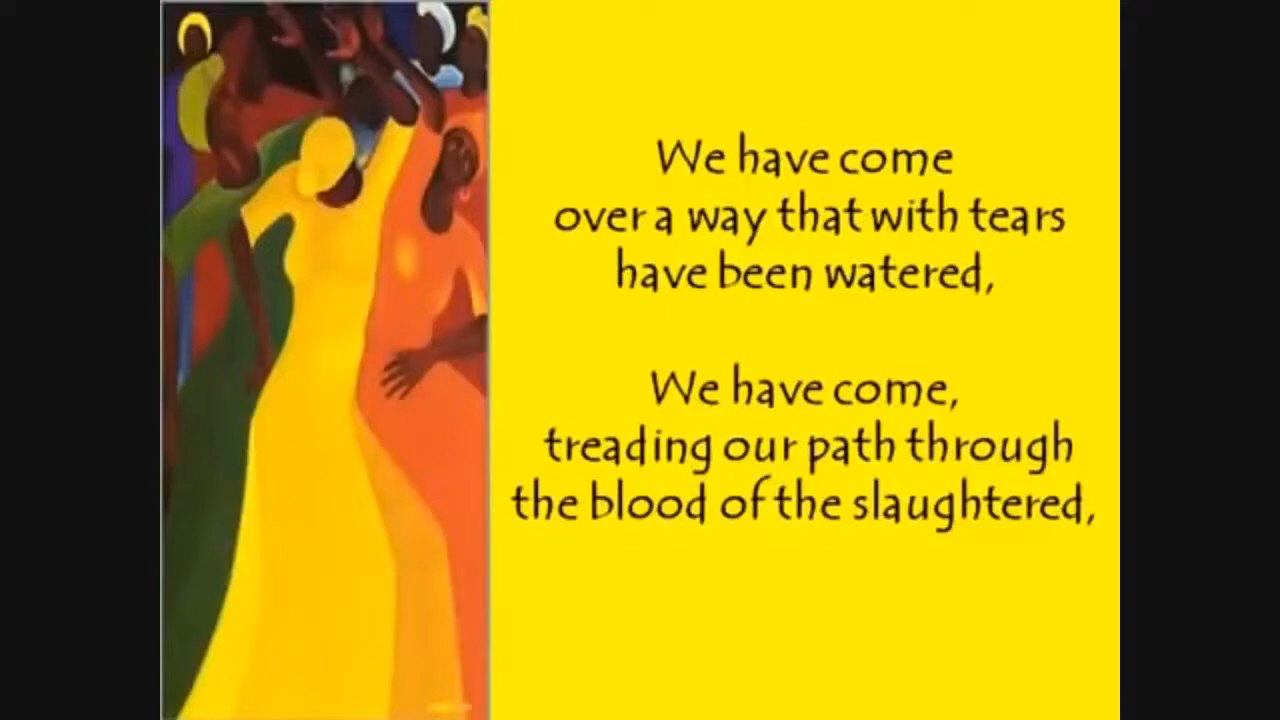 We have come
over a way that with tears
have been watered,
We have come,
treading our path through
the blood of the slaughtered,